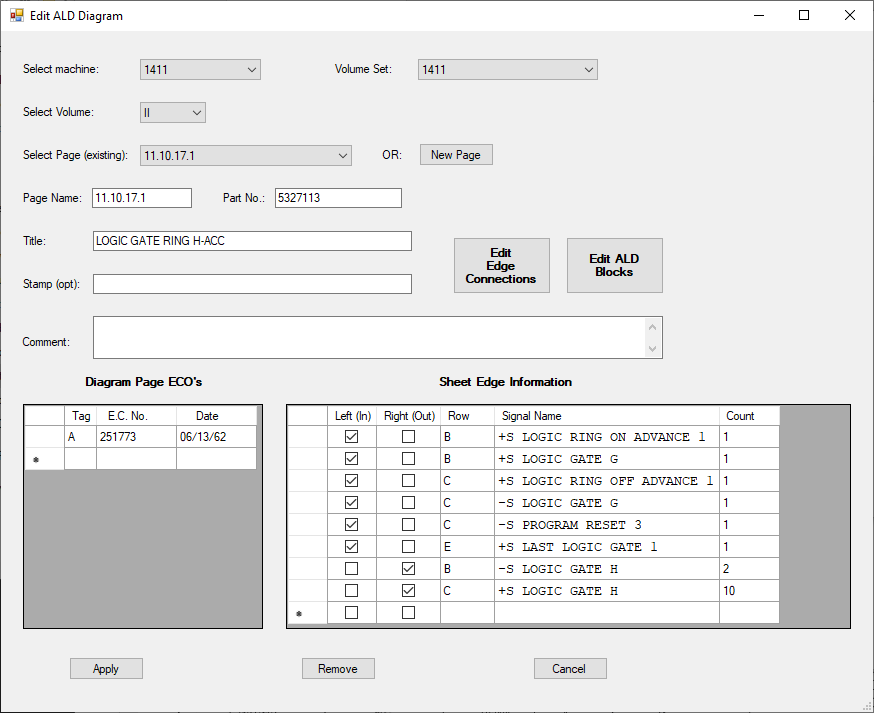 Edit ALD Diagram
Select machine: 1411 Volume Set: 1411
Select Volume: II
Select Page (existing): 11.10.17.1 OR: New Page
Page Name: 11.10.17.1 Part No.: 5327113
Title: LOGIC GATE RING H-ACC
Edit
Edge
Connections
Edit ALD
Blocks
Stamp (opt):
Comment:
Diagram Page ECO's Sheet Edge Information
Tag E.C. No. Date
A 251773 06/13/62
*
Left (In) Right (Out) Row Signal Name Count
B +S LOGIC RING ON ADVANCE 1 1
B +S LOGIC GATE G 1
C +S LOGIC RING OFF ADVANCE 1 1
C -S LOGIC GATE G 1
C -S PROGRAM RESET 3 1
E +S LAST LOGIC GATE 1 1
B -S LOGIC GATE H 2
C +S LOGIC GATE H 10
*
Apply Remove Cancel